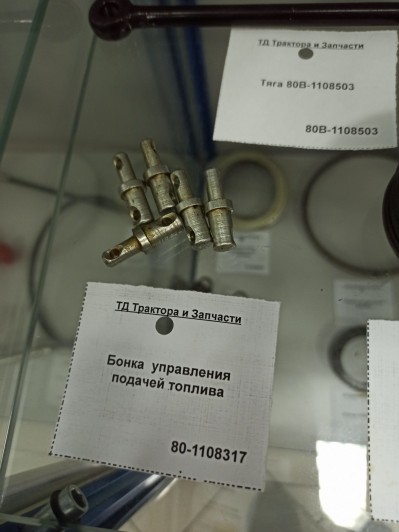 ТД Трактора и Запчасти
Тяга 80В-1108503
80В-1108503
ТД Трактора и Запчасти
Бонка управления
подачей топлива
80-1108317